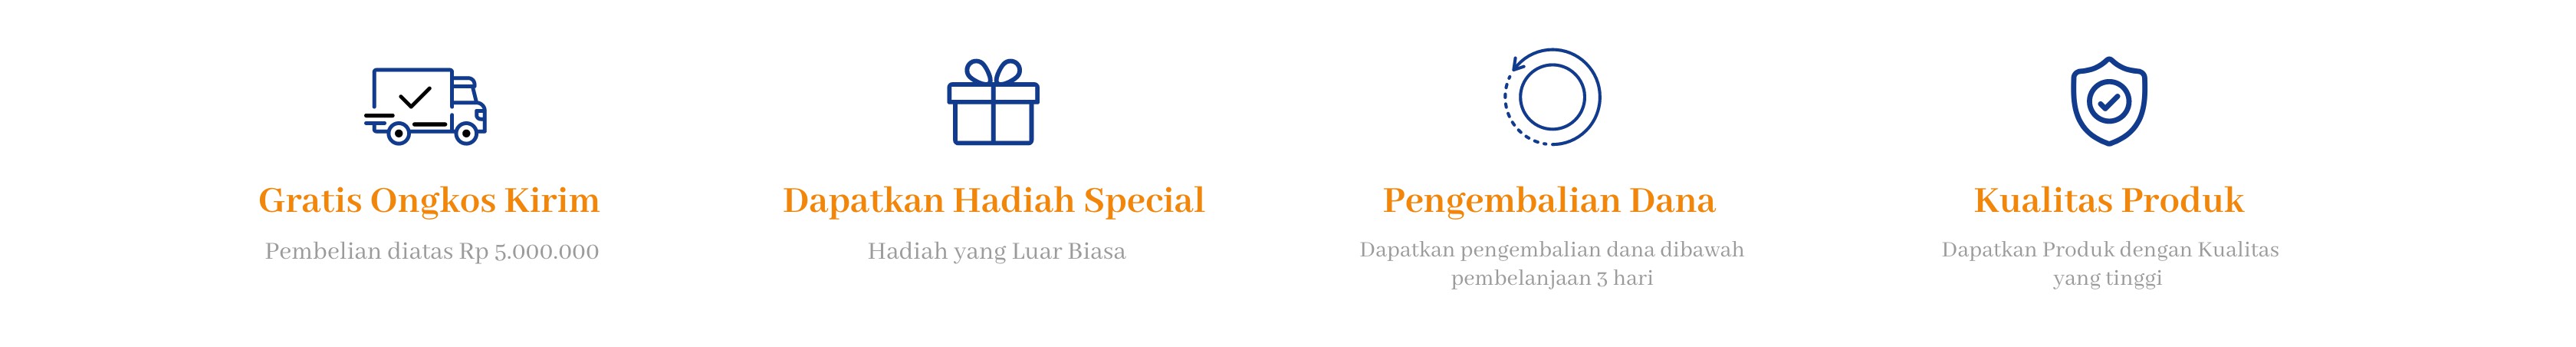 Gratis Ongkos Kirim
Pembelian diatas Rp 5.000.000
Dapatkan Hadiah Special
Hadiah yang Luar Biasa
Pengembalian Dana
Dapatkan pengembalian dana dibawah
pembelanjaan 3 hari
Kualitas Produk
Dapatkan Produk dengan Kualitas
yang tinggi